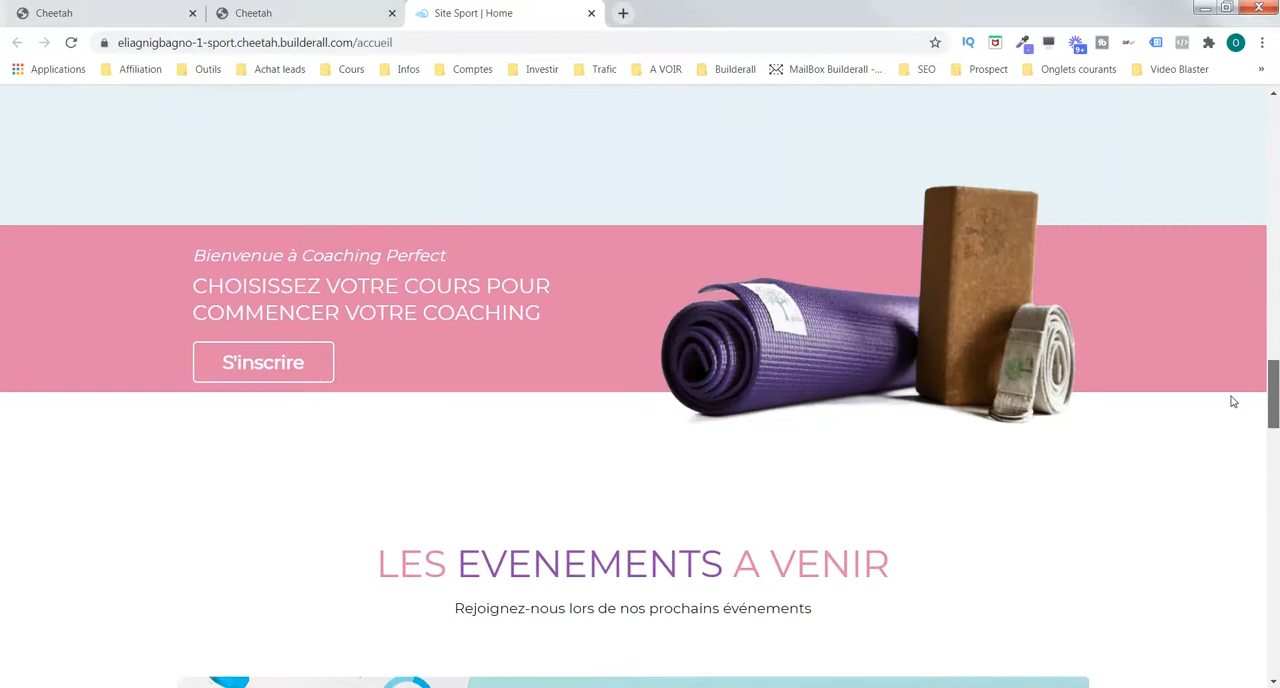 Cheetah
Cheetah
Site Sport | Home
eliagnigbagno-1-sport.cheetah.builderall.com/accueil
IQ
9+
O
Applications
Affiliation
Outils
Achat leads
Cours
Infos
Comptes
Investir
Trafic
A VOIR
Builderall
MailBox Builderall -...
SEO
Prospect
Onglets courants
Video Blaster
»
Bienvenue à Coaching Perfect
CHOISISSEZ VOTRE COURS POUR
COMMENCER VOTRE COACHING
S'inscrire
LES EVENEMENTS A VENIR
Rejoignez-nous lors de nos prochains événements